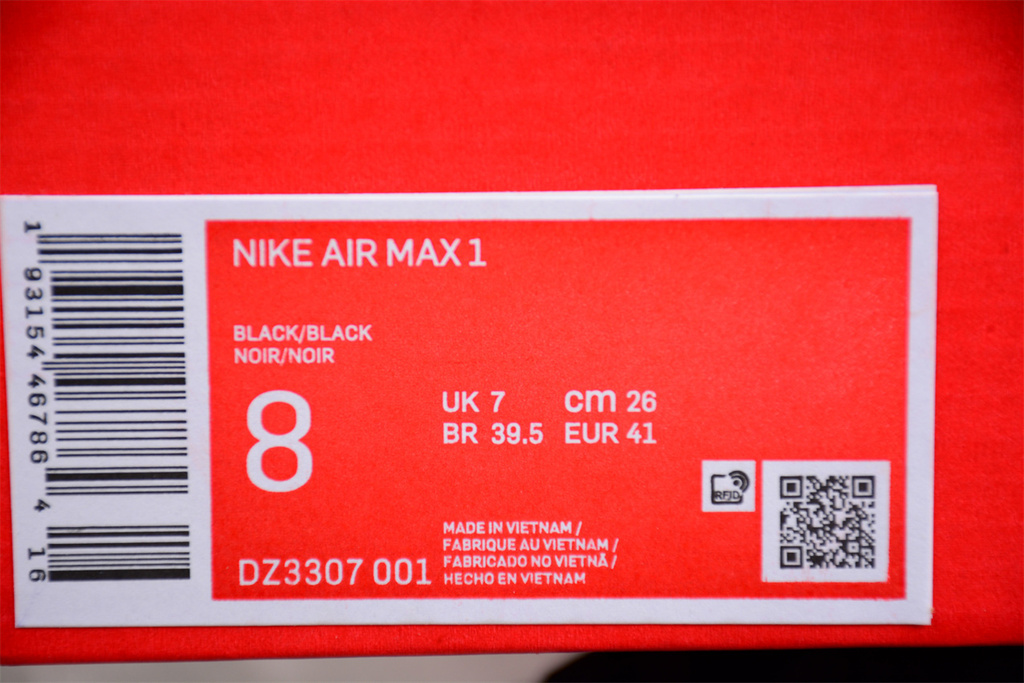 1
93154 46786
4
16
NIKE AIR MAX 1
BLACK/BLACK
NOIR/NOIR
8
UK 7 cm 26
BR 39.5 EUR 41
RFID
MADE IN VIETNAM /
FABRIQUE AU VIETNAM /
FABRICADO NO VIETNÃ /
HECHO EN VIETNAM
DZ3307 001